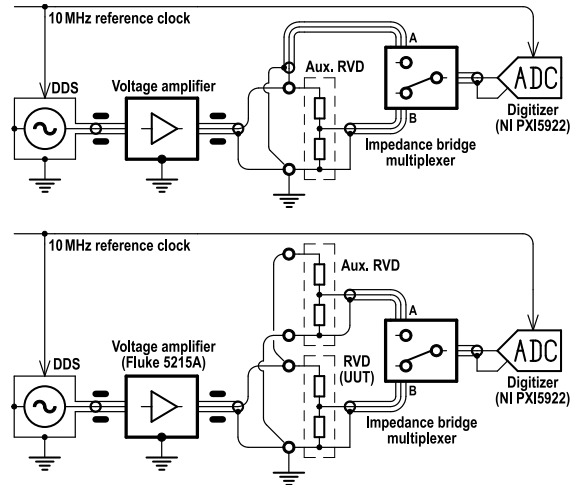 10 MHz reference clock
DDS
Voltage amplifier
Aux. RVD
A
B
Impedance bridge
multiplexer
ADC
Digitizer
(NI PXI5922)
10 MHz reference clock
DDS
Voltage amplifier
(Fluke 5215A)
Aux. RVD
RVD
(UUT)
A
B
Impedance bridge
multiplexer
ADC
Digitizer
(NI PXI5922)